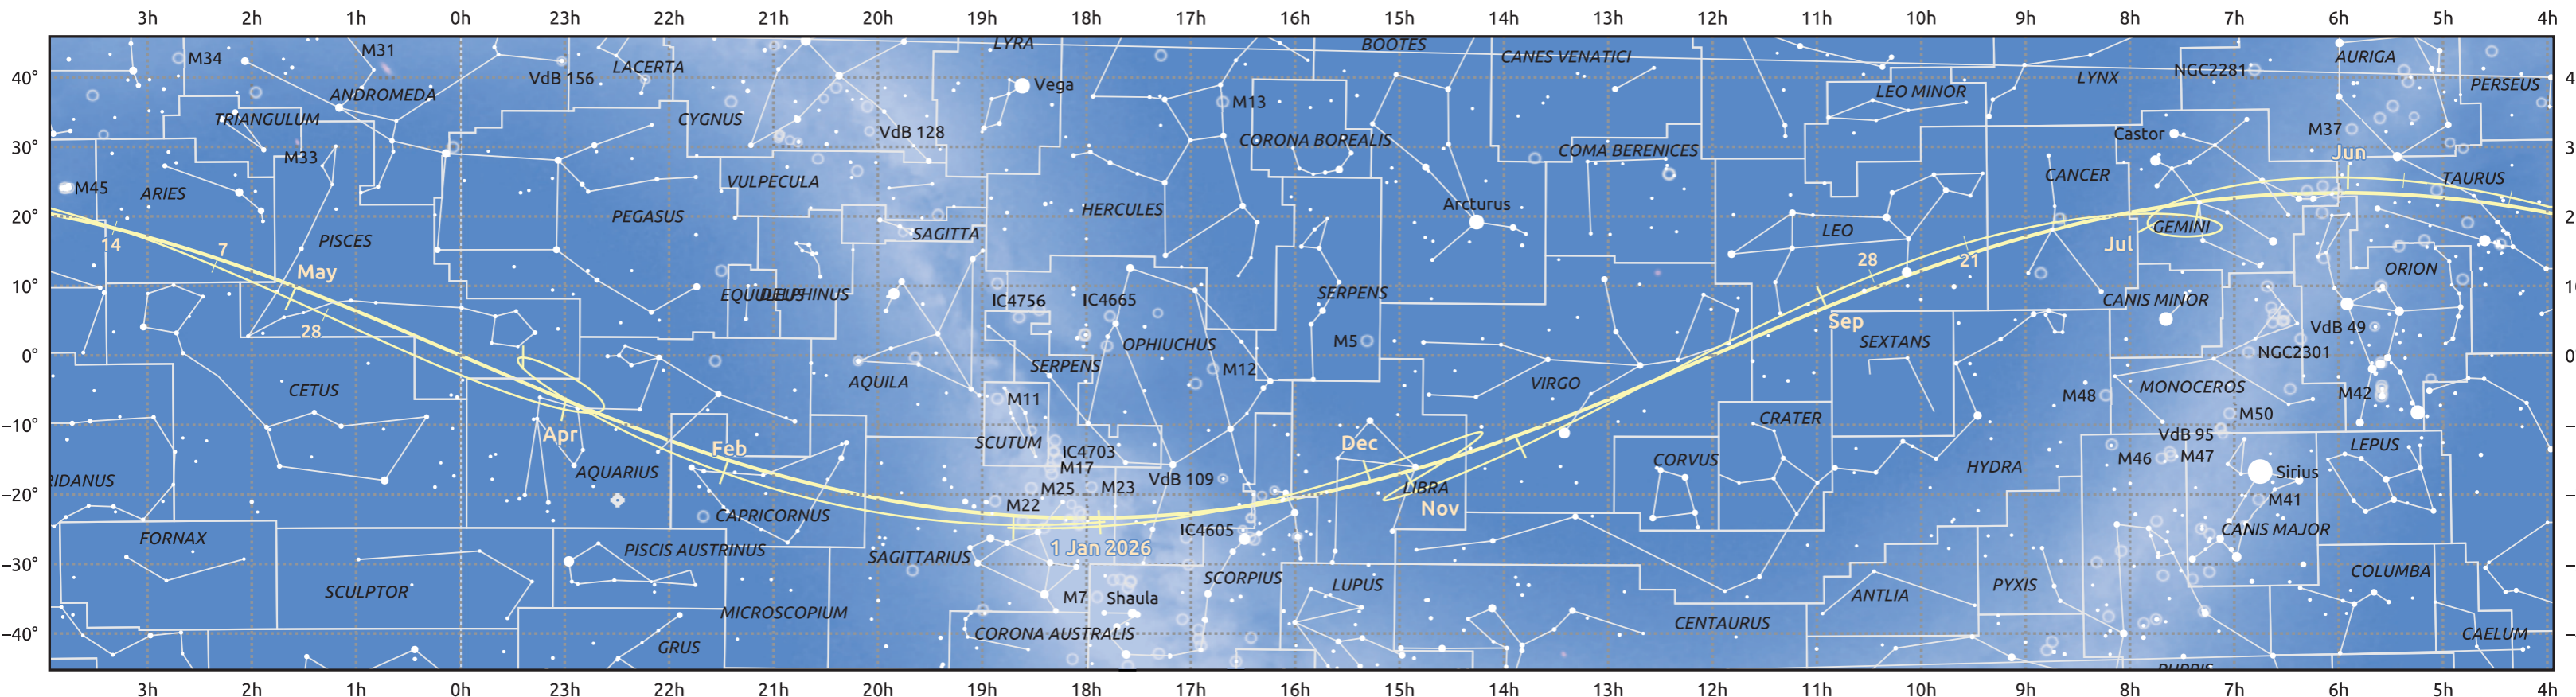 3h 2h 1h 0h 23h 22h 21h 20h 19h 18h 17h 16h 15h 14h 13h 12h 11h 10h 9h 8h 7h 6h 5h 4h
LYRA BOOTES
M34 M31 CANES VENATICI NGC2281 AURIGA
LACERTA
40° VdB 156 Vega LYNX PERSEUS 4
ANDROMEDA M13 LEO MINOR
TRIANGULUM CYGNUS VdB 128 CORONA BOREALIS Castor M37
30° M33 COMA BERENICES Jun 3
M45 ARIES VULPECULA CANCER TAURUS
20° PEGASUS HERCULES Arcturus 2
14 7 PISCES SAGITTA LEO Jul GEMINI
May 28 21 ORION
10° EQUULEUS DELPHINUS IC4756 IC4665 SERPENS CANIS MINOR 10
28 OPHIUCHUS M5 Sep SEXTANS VdB 49
0° SERPENS M12 NGC2301 0
CETUS AQUILA VIRGO MONOCEROS
M11 M48 M42
−10° Apr SCUTUM CRATER M50 −
Feb IC4703 Dec VdB 95 LEPUS
RIDANUS AQUARIUS M17 VdB 109 CORVUS HYDRA M46 M47 Sirius
−20° M25 M23 LIBRA M41 −
CAPRICORNUS M22 Nov
FORNAX IC4605 CANIS MAJOR
−30° PISCIS AUSTRINUS SAGITTARIUS 1 Jan 2026 −
SCULPTOR SCORPIUS LUPUS PYXIS COLUMBA
MICROSCOPIUM M7 Shaula ANTLIA
−40° GRUS CORONA AUSTRALIS CENTAURUS CAELUM −
PUPPIS
3h 2h 1h 0h 23h 22h 21h 20h 19h 18h 17h 16h 15h 14h 13h 12h 11h 10h 9h 8h 7h 6h 5h 4h